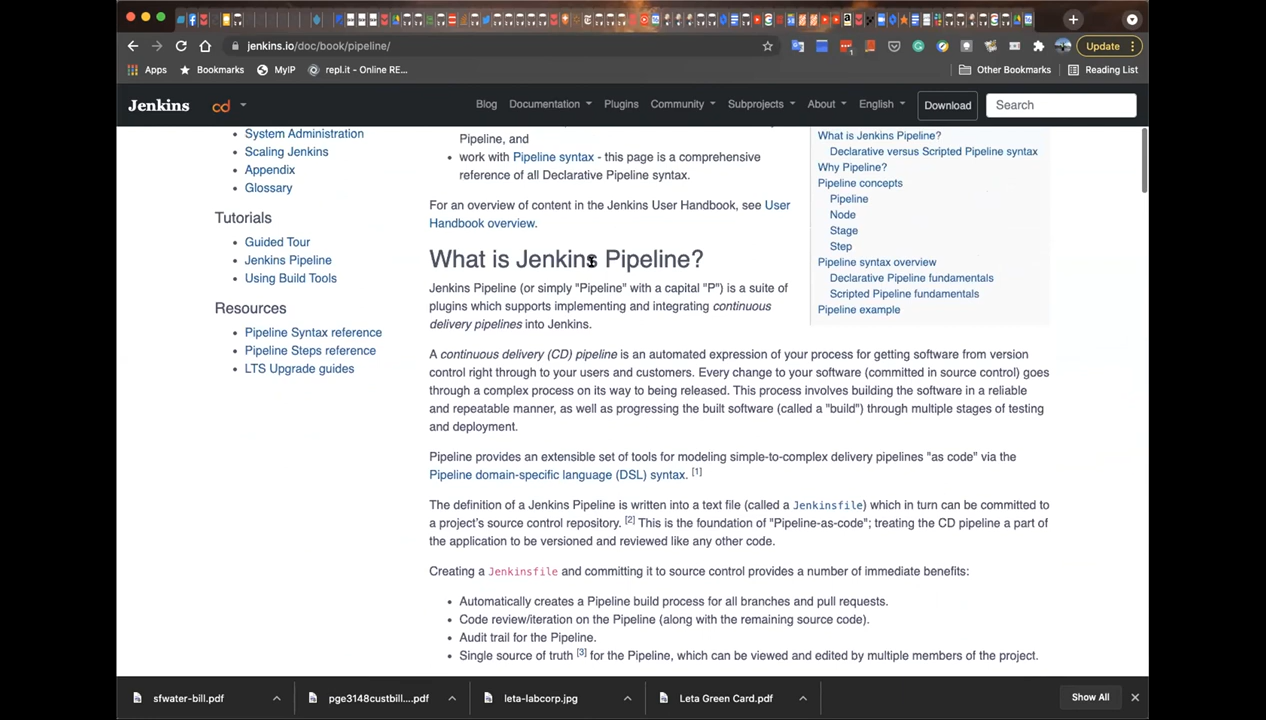 jenkins.io/doc/book/pipeline/
Update
Apps
Bookmarks
MyIP
repl.it - Online RE...
Other Bookmarks
Reading List
Jenkins
cd
Blog
Documentation
Plugins
Community
Subprojects
About
English
Download
Search
System Administration
Scaling Jenkins
Appendix
Glossary
Tutorials
Guided Tour
Jenkins Pipeline
Using Build Tools
Resources
Pipeline Syntax reference
Pipeline Steps reference
LTS Upgrade guides
Pipeline, and
work with Pipeline syntax - this page is a comprehensive
reference of all Declarative Pipeline syntax.
For an overview of content in the Jenkins User Handbook, see User
Handbook overview.
What is Jenkins Pipeline?
Jenkins Pipeline (or simply "Pipeline" with a capital "P") is a suite of
plugins which supports implementing and integrating continuous
delivery pipelines into Jenkins.
A continuous delivery (CD) pipeline is an automated expression of your process for getting software from version
control right through to your users and customers. Every change to your software (committed in source control) goes
through a complex process on its way to being released. This process involves building the software in a reliable
and repeatable manner, as well as progressing the built software (called a "build") through multiple stages of testing
and deployment.
Pipeline provides an extensible set of tools for modeling simple-to-complex delivery pipelines "as code" via the
Pipeline domain-specific language (DSL) syntax. [1]
The definition of a Jenkins Pipeline is written into a text file (called a Jenkinsfile) which in turn can be committed to
a project's source control repository. [2] This is the foundation of "Pipeline-as-code"; treating the CD pipeline a part of
the application to be versioned and reviewed like any other code.
Creating a Jenkinsfile and committing it to source control provides a number of immediate benefits:
Automatically creates a Pipeline build process for all branches and pull requests.
Code review/iteration on the Pipeline (along with the remaining source code).
Audit trail for the Pipeline.
Single source of truth [3] for the Pipeline, which can be viewed and edited by multiple members of the project.
What is Jenkins Pipeline?
Declarative versus Scripted Pipeline syntax
Why Pipeline?
Pipeline concepts
Pipeline
Node
Stage
Step
Pipeline syntax overview
Declarative Pipeline fundamentals
Scripted Pipeline fundamentals
Pipeline example
sfwater-bill.pdf
pge3148custbill....pdf
leta-labcorp.jpg
Leta Green Card.pdf
Show All